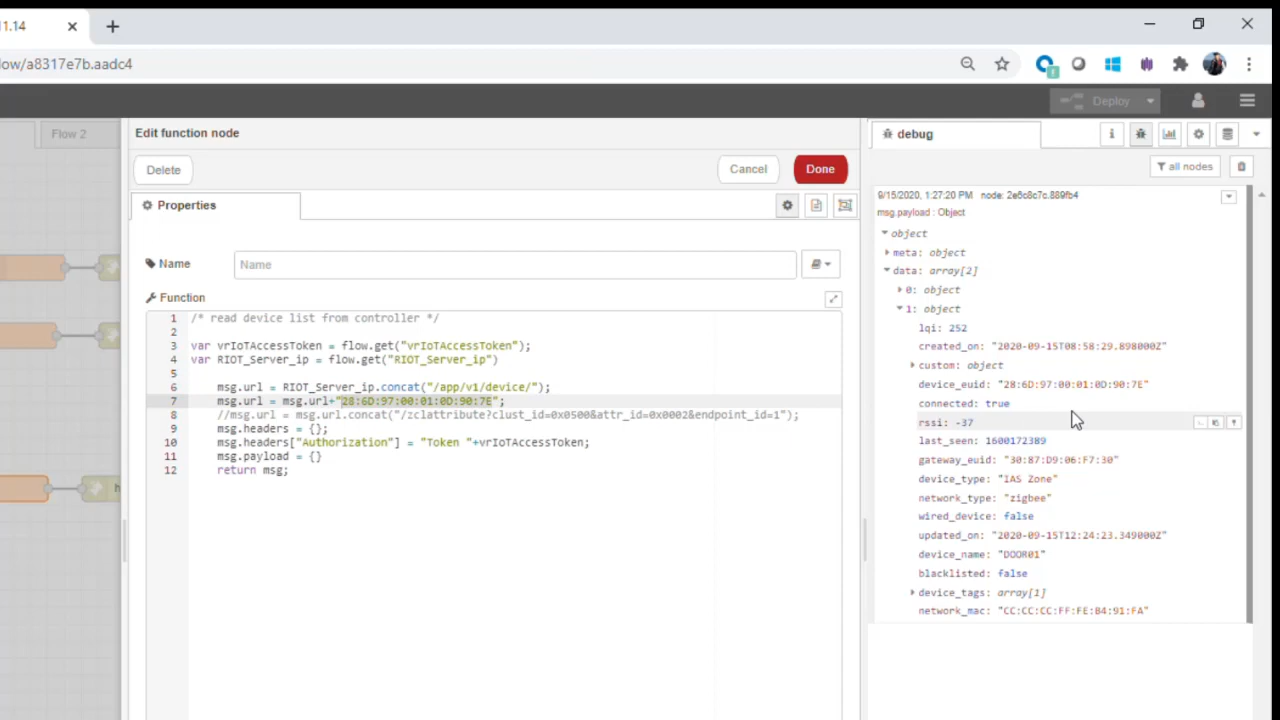 1.14
low/a8317e7b.aadc4
Deploy
Flow 2
Edit function node
debug
Delete
Cancel
Done
all nodes
Properties
9/15/2020, 1:27:20 PM node: 2e6c8c7c.889fb4
msg.payload : Object
object
meta: object
data: array[2]
0: object
1: object
lqi: 252
created_on: "2020-09-15T08:58:29.898000Z"
custom: object
device_euid: "28:6D:97:00:01:0D:90:7E"
connected: true
rssi: -37
last_seen: 1600172389
gateway_euid: "30:87:D9:06:F7:30"
device_type: "IAS Zone"
network_type: "zigbee"
wired_device: false
updated_on: "2020-09-15T12:24:23.349000Z"
device_name: "DOOR01"
blacklisted: false
device_tags: array[1]
network_mac: "CC:CC:CC:FF:FE:B4:91:FA"
Name
Name
Function
1 /* read device list from controller */
2
3 var vrIoTAccessToken = flow.get("vrIoTAccessToken");
4 var RIOT_Server_ip = flow.get("RIOT_Server_ip")
5
6 msg.url = RIOT_Server_ip.concat("/app/v1/device/");
7 msg.url = msg.url+"28:6D:97:00:01:0D:90:7E";
8 //msg.url = msg.url.concat("/zclattribute?clust_id=0x0500&attr_id=0x0002&endpoint_id=1");
9 msg.headers = {};
10 msg.headers["Authorization"] = "Token "+vrIoTAccessToken;
11 msg.payload = {}
12 return msg;
h